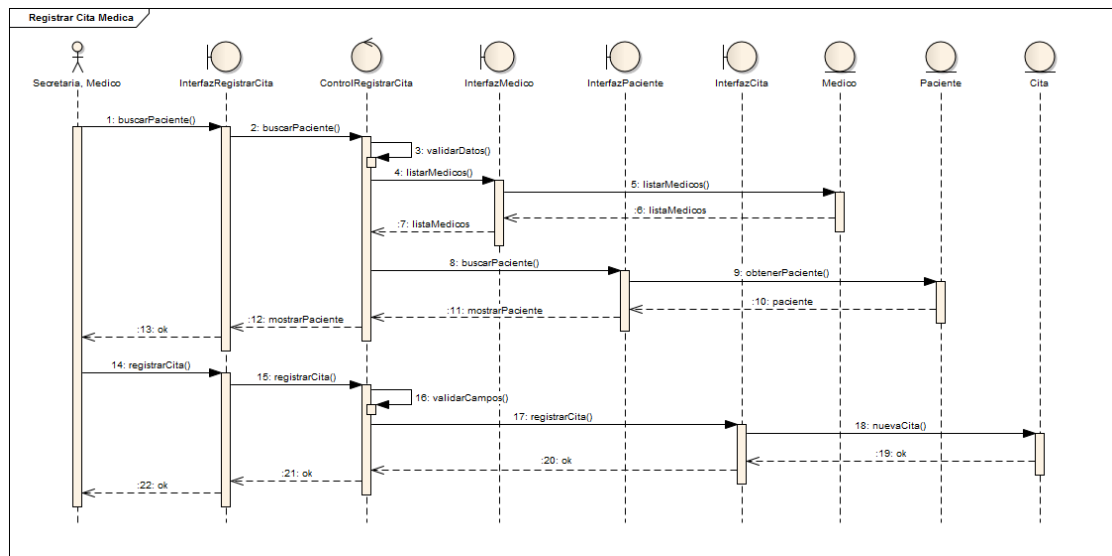 Registrar Cita Medica
Secretaria, Medico
InterfazRegistrarCita
ControlRegistrarCita
InterfazMedico
InterfazPaciente
InterfazCita
Medico
Paciente
Cita
1: buscarPaciente()
2: buscarPaciente()
3: validarDatos()
4: listarMedicos()
5: listarMedicos()
:6: listaMedicos
:7: listaMedicos
8: buscarPaciente()
9: obtenerPaciente()
:10: paciente
:11: mostrarPaciente
:12: mostrarPaciente
:13: ok
14: registrarCita()
15: registrarCita()
16: validarCampos()
17: registrarCita()
18: nuevaCita()
:19: ok
:20: ok
:21: ok
:22: ok